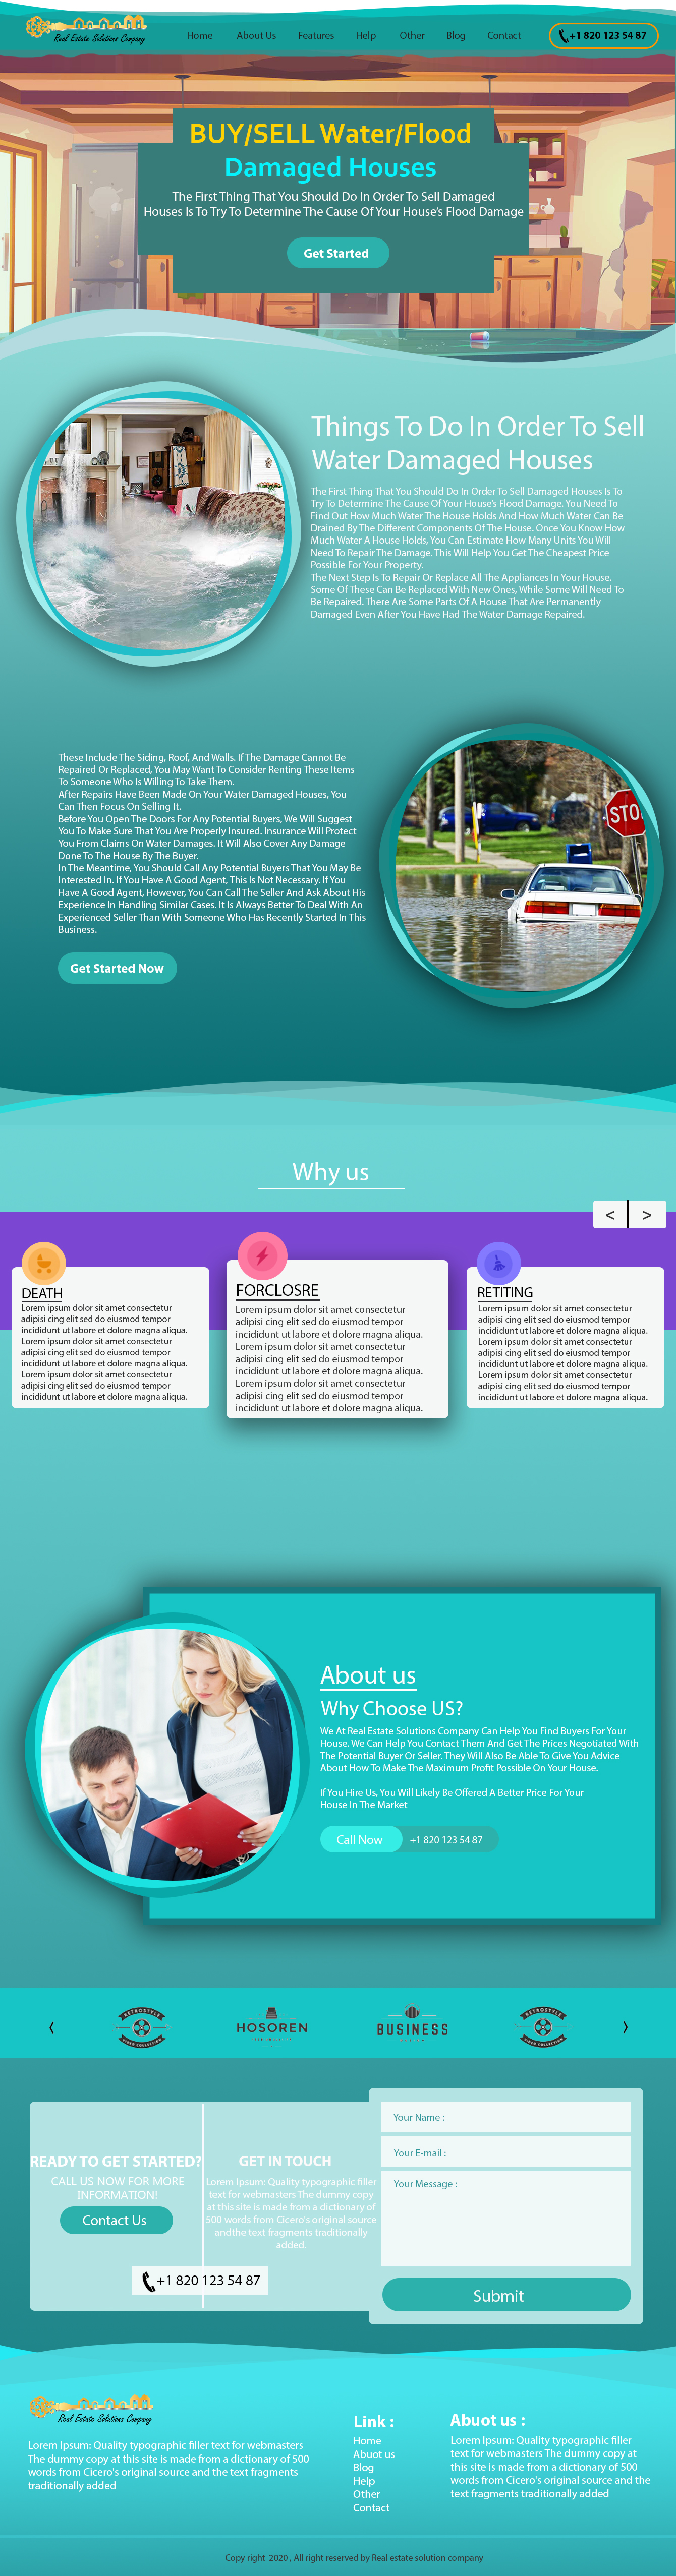 Real Estate Solutions Company
Home About Us Features Help Other Blog Contact
+1 820 123 54 87
BUY/SELL Water/Flood
Damaged Houses
The First Thing That You Should Do In Order To Sell Damaged
Houses Is To Try To Determine The Cause Of Your House's Flood Damage
Get Started
Things To Do In Order To Sell
Water Damaged Houses
The First Thing That You Should Do In Order To Sell Damaged Houses Is To
Try To Determine The Cause Of Your House's Flood Damage. You Need To
Find Out How Much Water The House Holds And How Much Water Can Be
Drained By The Different Components Of The House. Once You Know How
Much Water A House Holds, You Can Estimate How Many Units You Will
Need To Repair The Damage. This Will Help You Get The Cheapest Price
Possible For Your Property.
The Next Step Is To Repair Or Replace All The Appliances In Your House.
Some Of These Can Be Replaced With New Ones, While Some Will Need To
Be Repaired. There Are Some Parts Of A House That Are Permanently
Damaged Even After You Have Had The Water Damage Repaired.
STO
These Include The Siding, Roof, And Walls. If The Damage Cannot Be
Repaired Or Replaced, You May Want To Consider Renting These Items
To Someone Who Is Willing To Take Them.
After Repairs Have Been Made On Your Water Damaged Houses, You
Can Then Focus On Selling It.
Before You Open The Doors For Any Potential Buyers, We Will Suggest
You To Make Sure That You Are Properly Insured. Insurance Will Protect
You From Claims On Water Damages. It Will Also Cover Any Damage
Done To The House By The Buyer.
In The Meantime, You Should Call Any Potential Buyers That You May Be
Interested In. If You Have A Good Agent, This Is Not Necessary. If You
Have A Good Agent, However, You Can Call The Seller And Ask About His
Experience In Handling Similar Cases. It Is Always Better To Deal With An
Experienced Seller Than With Someone Who Has Recently Started In This
Business.
Get Started Now
Why us
< >
DEATH
Lorem ipsum dolor sit amet consectetur
adipisi cing elit sed do eiusmod tempor
incididunt ut labore et dolore magna aliqua.
Lorem ipsum dolor sit amet consectetur
adipisi cing elit sed do eiusmod tempor
incididunt ut labore et dolore magna aliqua.
Lorem ipsum dolor sit amet consectetur
adipisi cing elit sed do eiusmod tempor
incididunt ut labore et dolore magna aliqua.
FORCLOSRE
Lorem ipsum dolor sit amet consectetur
adipisi cing elit sed do eiusmod tempor
incididunt ut labore et dolore magna aliqua.
Lorem ipsum dolor sit amet consectetur
adipisi cing elit sed do eiusmod tempor
incididunt ut labore et dolore magna aliqua.
Lorem ipsum dolor sit amet consectetur
adipisi cing elit sed do eiusmod tempor
incididunt ut labore et dolore magna aliqua.
RETITING
Lorem ipsum dolor sit amet consectetur
adipisi cing elit sed do eiusmod tempor
incididunt ut labore et dolore magna aliqua.
Lorem ipsum dolor sit amet consectetur
adipisi cing elit sed do eiusmod tempor
incididunt ut labore et dolore magna aliqua.
Lorem ipsum dolor sit amet consectetur
adipisi cing elit sed do eiusmod tempor
incididunt ut labore et dolore magna aliqua.
About us
Why Choose US?
We At Real Estate Solutions Company Can Help You Find Buyers For Your
House. We Can Help You Contact Them And Get The Prices Negotiated With
The Potential Buyer Or Seller. They Will Also Be Able To Give You Advice
About How To Make The Maximum Profit Possible On Your House.
If You Hire Us, You Will Likely Be Offered A Better Price For Your
House In The Market
Call Now +1 820 123 54 87
RETROSTYLE
HOSOREN
BUSINESS
RETROSTYLE
READY TO GET STARTED?
CALL US NOW FOR MORE
INFORMATION!
Contact Us
GET IN TOUCH
Lorem Ipsum: Quality typographic filler
text for webmasters The dummy copy
at this site is made from a dictionary of
500 words from Cicero's original source
andthe text fragments traditionally
added.
+1 820 123 54 87
Your Name :
Your E-mail :
Your Message :
Submit
Real Estate Solutions Company
Lorem Ipsum: Quality typographic filler text for webmasters
The dummy copy at this site is made from a dictionary of 500
words from Cicero's original source and the text fragments
traditionally added
Link :
Home
Abuot us
Blog
Help
Other
Contact
Abuot us :
Lorem Ipsum: Quality typographic filler
text for webmasters The dummy copy at
this site is made from a dictionary of 500
words from Cicero's original source and the
text fragments traditionally added
Copy right 2020 , All right reserved by Real estate solution company